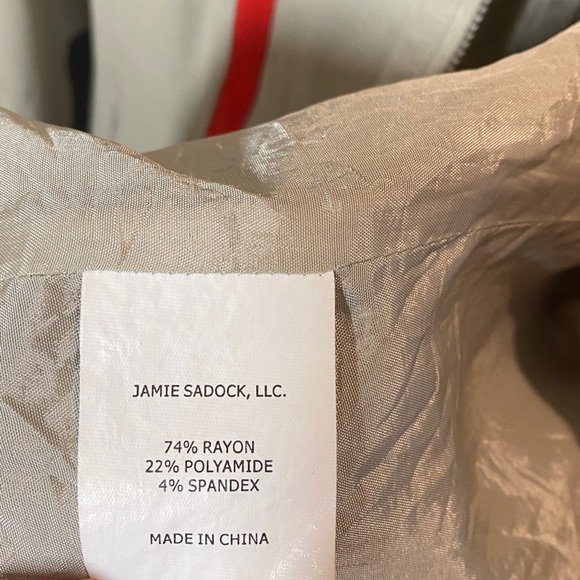 JAMIE SADOCK, LLC.
74% RAYON
22% POLYAMIDE
4% SPANDEX
MADE IN CHINA